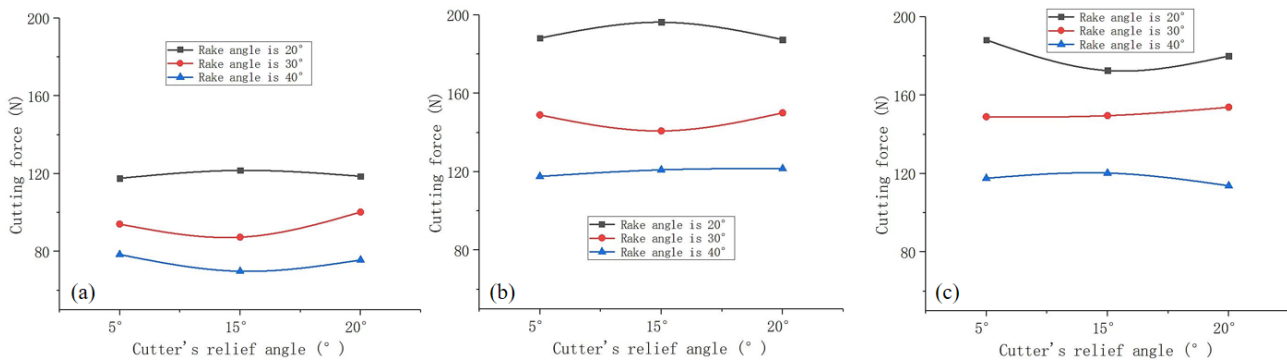 200
160
120
80
Cutting force (N)
Rake angle is 20°
Rake angle is 30°
Rake angle is 40°
(a)
5° 15° 20°
Cutter's relief angle (° )
200
160
120
80
Cutting force (N)
Rake angle is 20°
Rake angle is 30°
Rake angle is 40°
(b)
5° 15° 20°
Cutter's relief angle (° )
200
160
120
80
Cutting force (N)
Rake angle is 20°
Rake angle is 30°
Rake angle is 40°
(c)
5° 15° 20°
Cutter's relief angle (° )